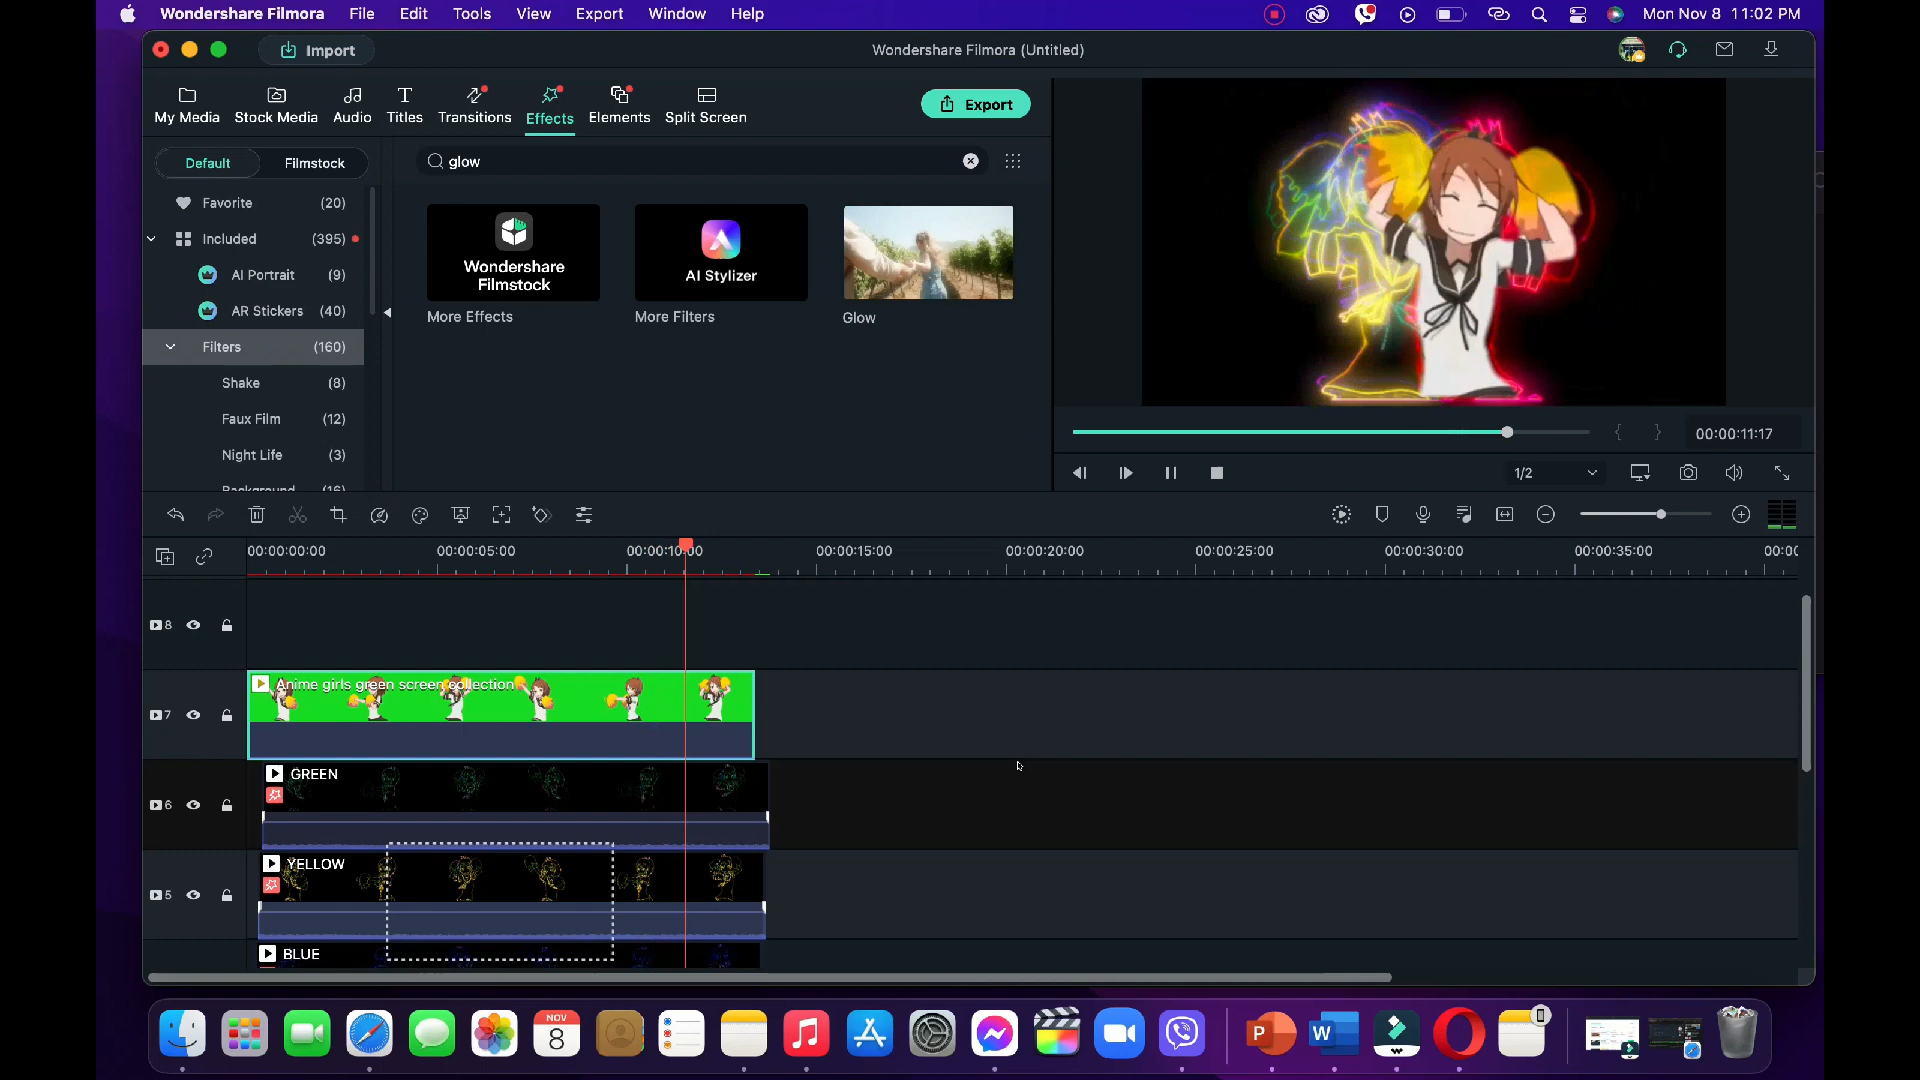 Wondershare Filmora File Edit Tools View Export Window Help Mon Nov 8 11:02 PM
Import Wondershare Filmora (Untitled)
My Media Stock Media Audio Titles Transitions Effects Elements Split Screen Export
Default Filmstock glow
Favorite (20)
Included (395)
AI Portrait (9)
AR Stickers (40)
Filters (160)
Shake (8)
Faux Film (12)
Night Life (3)
Background (16)
Wondershare
Filmstock
More Effects
AI Stylizer
More Filters
Glow
00:00:11:17
1/2
00:00:00:00 00:00:05:00 00:00:10:00 00:00:15:00 00:00:20:00 00:00:25:00 00:00:30:00 00:00:35:00 00:00
8
7 Anime girls green screen collection
6 GREEN
5 YELLOW
BLUE
NOV
8
P
W